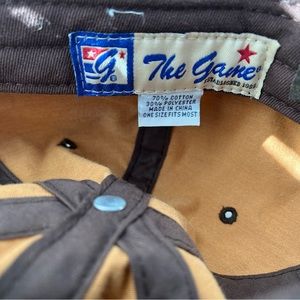 G
The Game
ESTABLISHED 1986
70% COTTON
30% POLYESTER
MADE IN CHINA
ONE SIZE FITS MOST